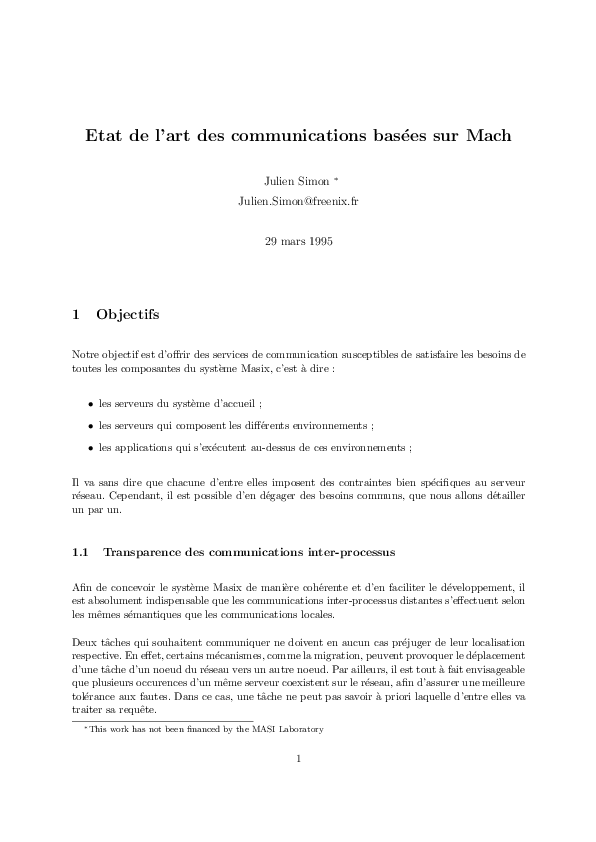 Etat de l'art des communications basées sur Mach
Julien Simon *
Julien.Simon@freenix.fr
29 mars 1995
1 Objectifs
Notre objectif est d'offrir des services de communication susceptibles de satisfaire les besoins de
toutes les composantes du système Masix, c'est à dire :
• les serveurs du système d'accueil ;
• les serveurs qui composent les différents environnements ;
• les applications qui s'exécutent au-dessus de ces environnements ;
Il va sans dire que chacune d'entre elles imposent des contraintes bien spécifiques au serveur
réseau. Cependant, il est possible d'en dégager des besoins communs, que nous allons détailler
un par un.
1.1 Transparence des communications inter-processus
Afin de concevoir le système Masix de manière cohérente et d'en faciliter le développement, il
est absolument indispensable que les communications inter-processus distantes s'effectuent selon
les mêmes sémantiques que les communications locales.
Deux tâches qui souhaitent communiquer ne doivent en aucun cas préjuger de leur localisation
respective. En effet, certains mécanismes, comme la migration, peuvent provoquer le déplacement
d'une tâche d'un noeud du réseau vers un autre noeud. Par ailleurs, il est tout à fait envisageable
que plusieurs occurences d'un même serveur coexistent sur le réseau, afin d'assurer une meilleure
tolérance aux fautes. Dans ce cas, une tâche ne peut pas savoir à priori laquelle d'entre elles va
traiter sa requête.
*This work has not been financed by the MASI Laboratory
1